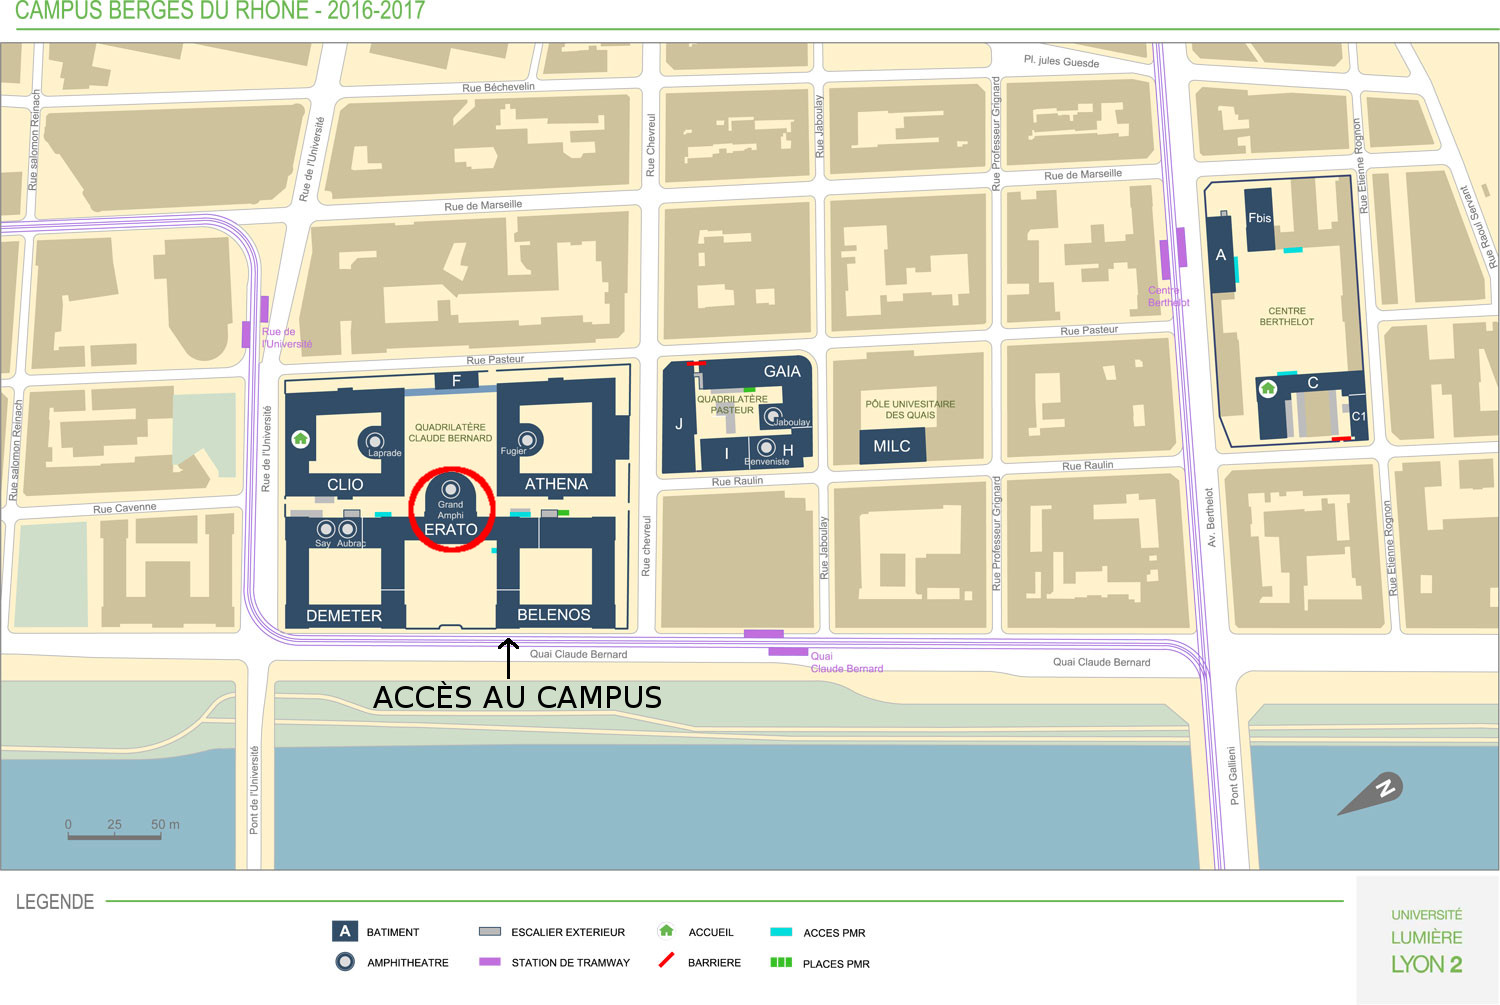 CAMPUS BERGES DU RHÔNE - 2016-2017
Pl. jules Guesde
Rue Béchevelin
Rue salomon Reinach
Rue de l'Université
Rue Chevreul
Rue Jaboulay
Rue Professeur Grignard
Rue Etienne Rognon
Rue Raoul Servant
Rue de Marseille
Rue de Marseille
Fbis
A
Centre
Berthelot
CENTRE
BERTHELOT
Rue de
l'Université
Rue Pasteur
Rue Pasteur
F
GAIA
C
C1
QUADRILATÈRE
PASTEUR
J
Jaboulay
I
H
Benveniste
PÔLE UNIVESITAIRE
DES QUAIS
MILC
QUADRILATÈRE
CLAUDE BERNARD
Laprade
Fugier
CLIO
ATHENA
Grand
Amphi
ERATO
Say
Aubrac
DEMETER
BELENOS
Rue salomon Reinach
Rue de l'Université
Rue Cavenne
Rue Raulin
Rue Raulin
Rue chevreul
Rue Jaboulay
Rue Professeur Grignard
Av. Berthelot
Rue Etienne Rognon
Quai Claude Bernard
Quai
Claude Bernard
Quai Claude Bernard
ACCÈS AU CAMPUS
Pont de l'Université
Pont Gallieni
N
0 25 50 m
LEGENDE
A BATIMENT
ESCALIER EXTERIEUR
ACCUEIL
ACCES PMR
AMPHITHEATRE
STATION DE TRAMWAY
BARRIERE
PLACES PMR
UNIVERSITÉ
LUMIÈRE
LYON 2